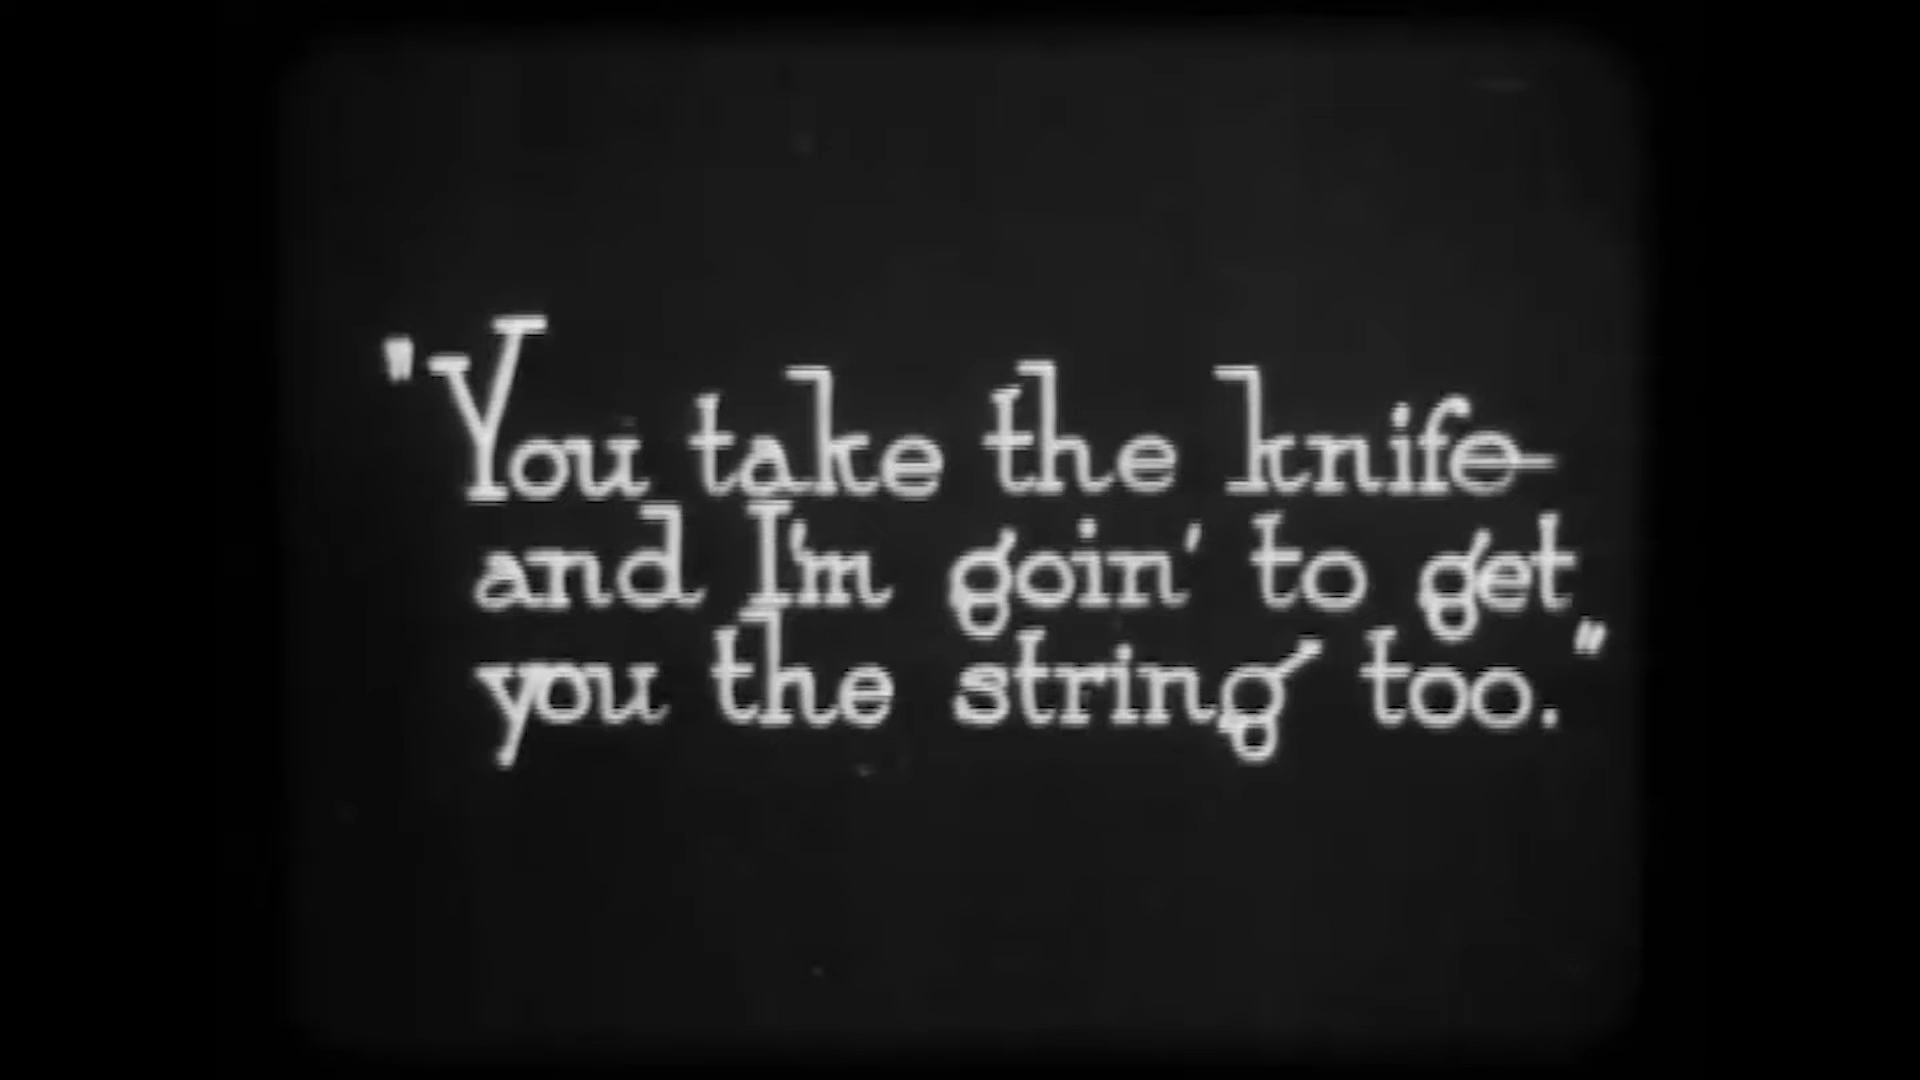 "You take the knife—
and I'm goin' to get
you the string too."